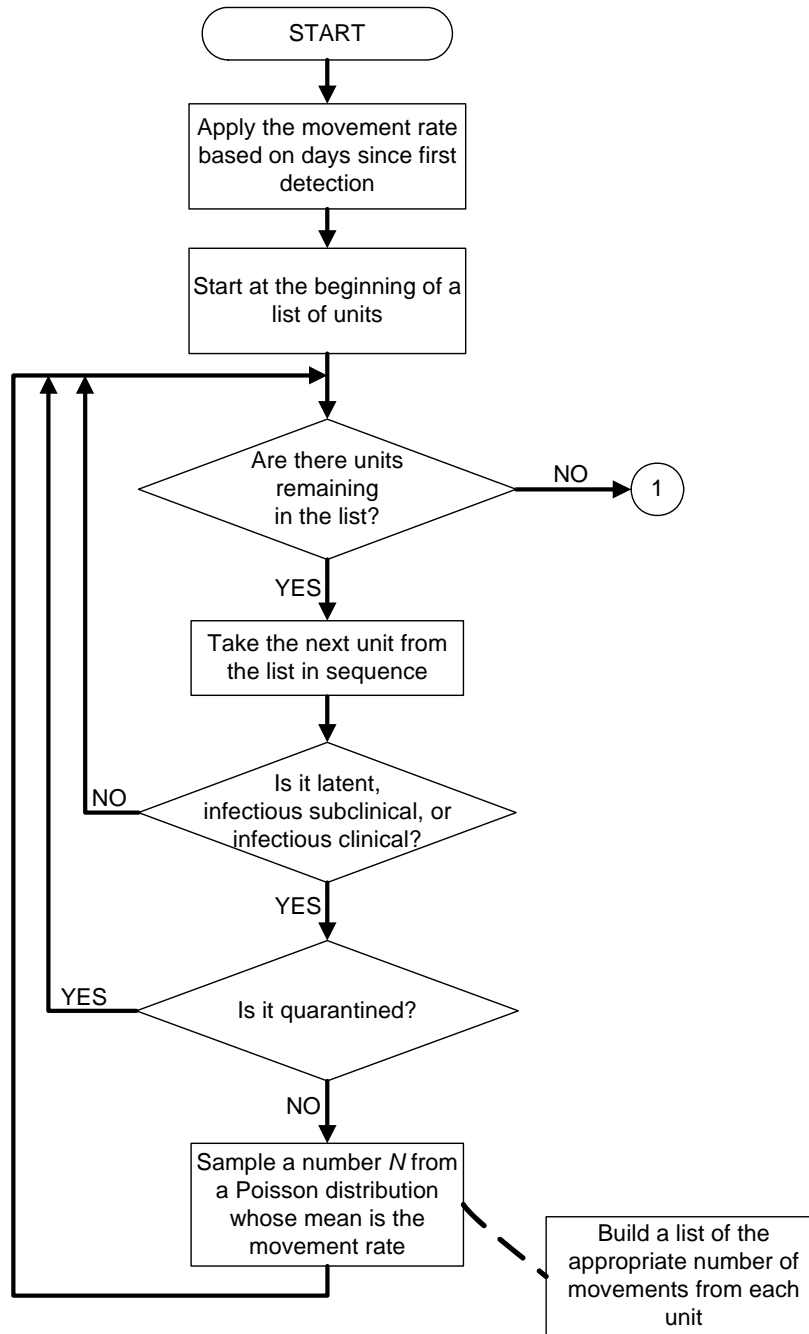 START
Apply the movement rate
based on days since first
detection
Start at the beginning of a
list of units
Are there units
remaining
in the list?
NO
1
YES
Take the next unit from
the list in sequence
Is it latent,
infectious subclinical, or
infectious clinical?
NO
YES
Is it quarantined?
YES
NO
Sample a number N from
a Poisson distribution
whose mean is the
movement rate
Build a list of the
appropriate number of
movements from each
unit